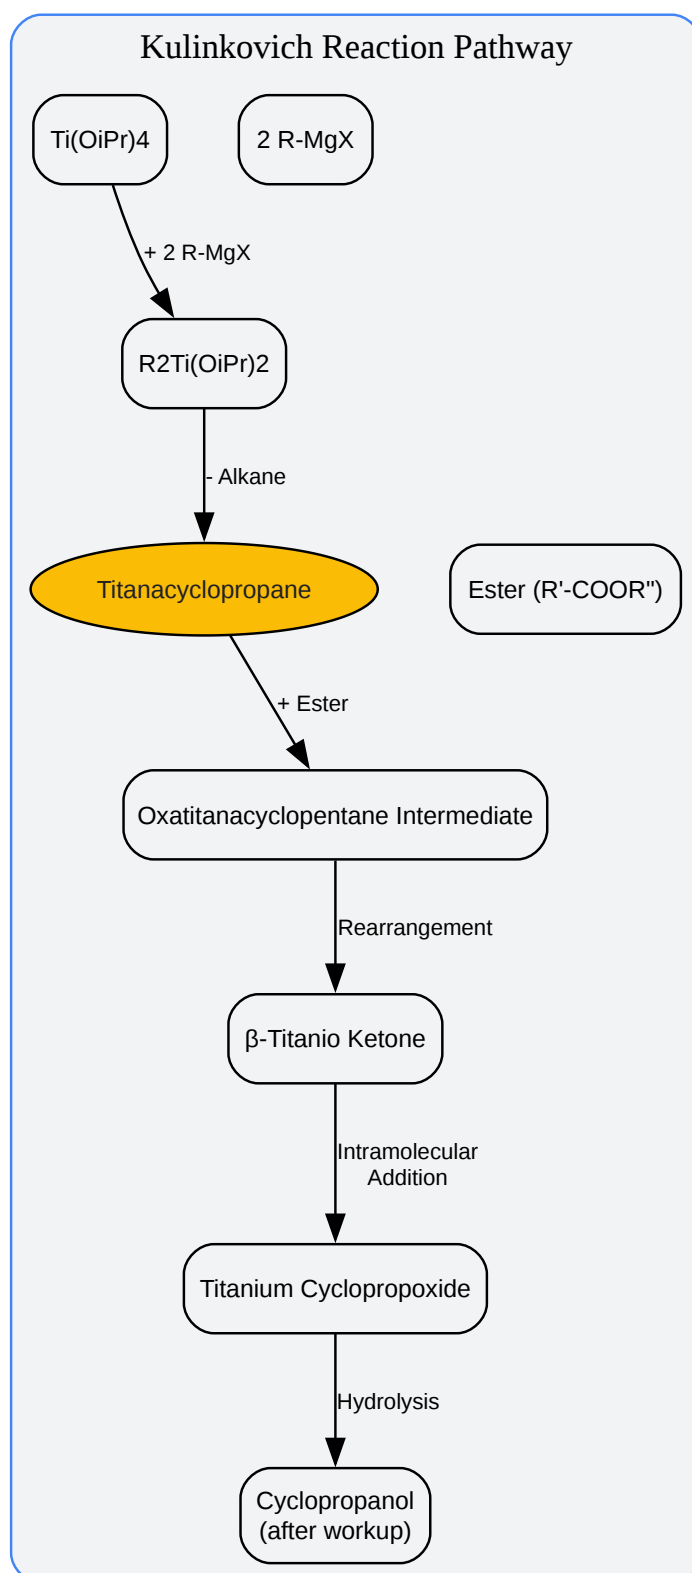 Kulinkovich Reaction Pathway
Ti(OiPr)4
2 R-MgX
+ 2 R-MgX
R2Ti(OiPr)2
- Alkane
Titanacyclopropane
Ester (R'-COOR")
+ Ester
Oxatitanacyclopentane Intermediate
Rearrangement
β-Titanio Ketone
Intramolecular
Addition
Titanium Cyclopropoxide
Hydrolysis
Cyclopropanol
(after workup)